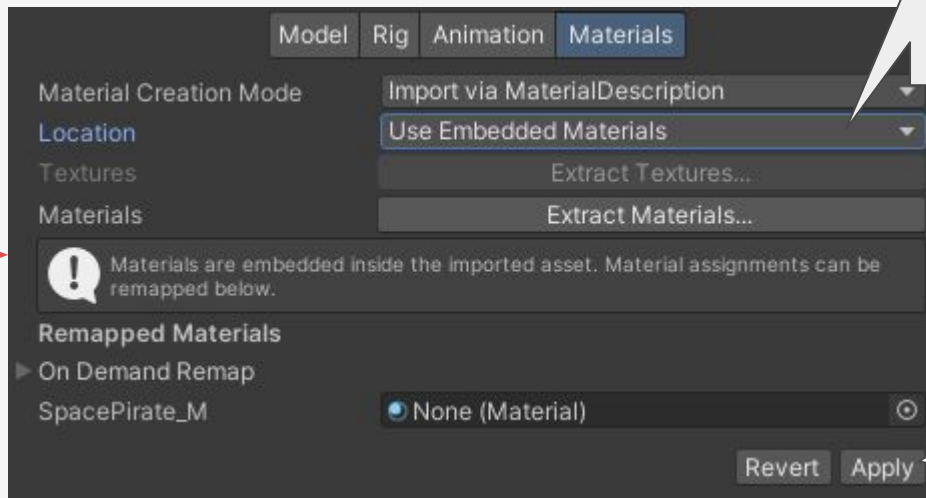 Model Rig Animation Materials
Material Creation Mode Import via MaterialDescription
Location Use Embedded Materials
Textures Extract Textures...
Materials Extract Materials...
Materials are embedded inside the imported asset. Material assignments can be
remapped below.
Remapped Materials
On Demand Remap
SpacePirate_M None (Material)
Revert Apply